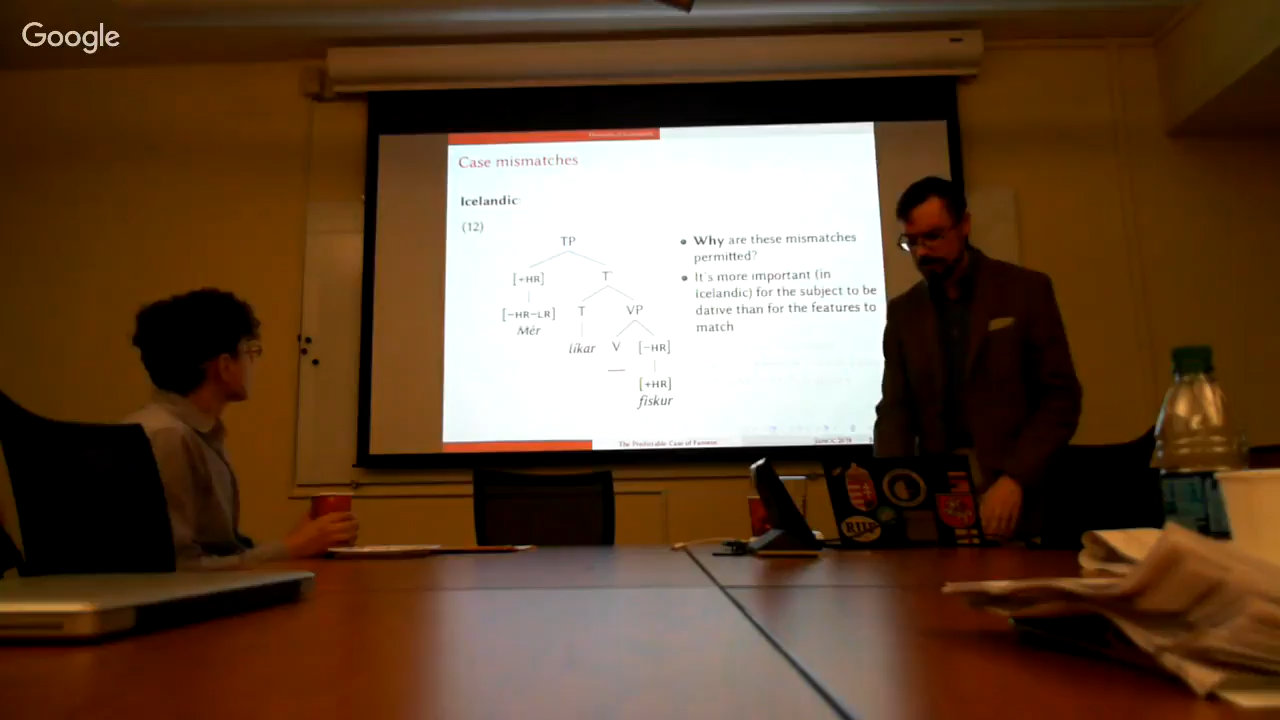 Google
Case mismatches
Icelandic
(12)
TP
[+HR] T'
[−HR−LR] T VP
Mér
líkar V [−HR]
[+HR]
fiskur
• Why are these mismatches
permitted?
• It's more important (in
Icelandic) for the subject to be
dative than for the features to
match
The Predictable Case of Faroese